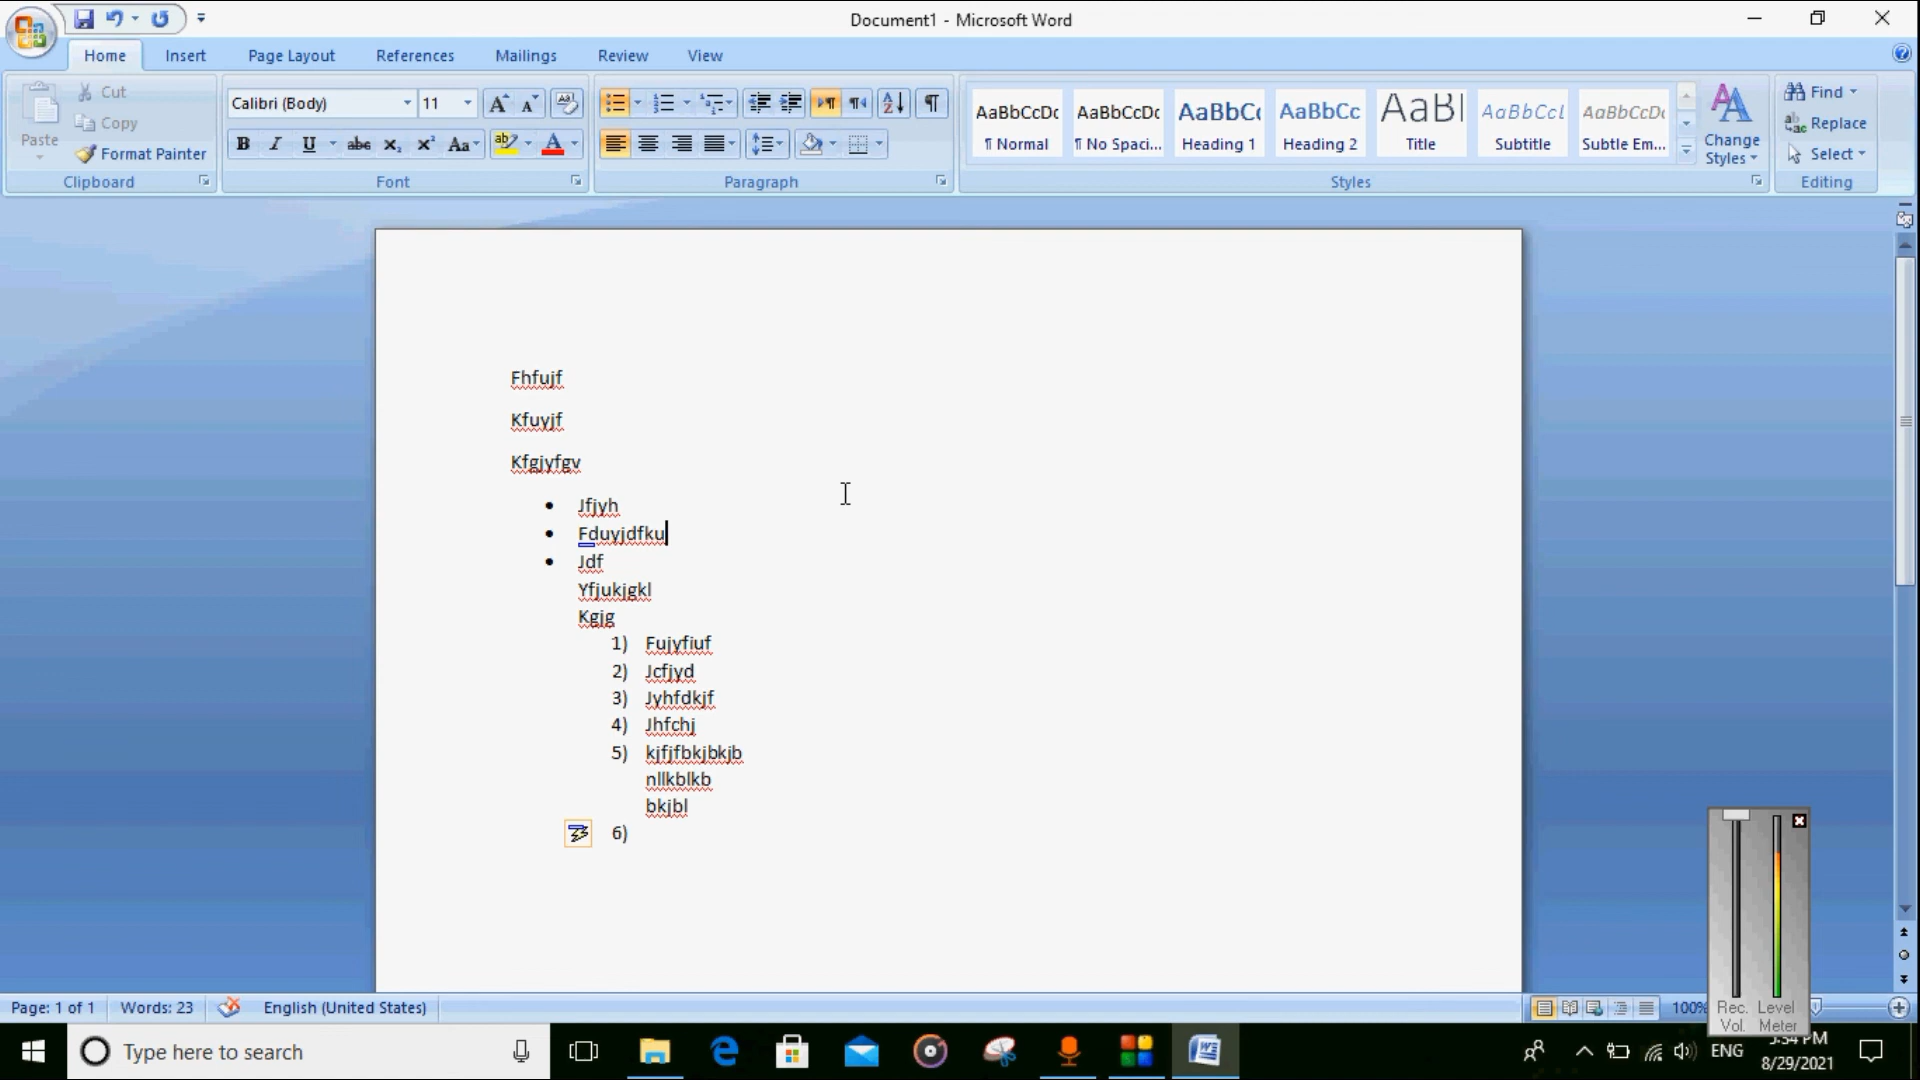 Document1 - Microsoft Word
Home Insert Page Layout References Mailings Review View
Paste
Cut
Copy
Format Painter
Clipboard
Calibri (Body) 11
Font
Paragraph
AaBbCcDc AaBbCcDc AaBbC( AaBbCc AaB| AaBbCcL AaBbCcDc
¶ Normal ¶ No Spaci... Heading 1 Heading 2 Title Subtitle Subtle Em...
Change
Styles
Styles
Find
Replace
Select
Editing
Fhfujf
Kfuyjf
Kfgjyfgv
• Jfjyh
• Fduyjdfku
• Jdf
Yfjukjgkl
Kgjg
1) Fujyfiuf
2) Jcfjyd
3) Jyhfdkjf
4) Jhfchj
5) kjfjfbkjbkjb
nllkblkb
bkjbl
6)
Rec. Level
Vol. Meter
Page: 1 of 1 Words: 23 English (United States) 100%
Type here to search
ENG
8/29/2021